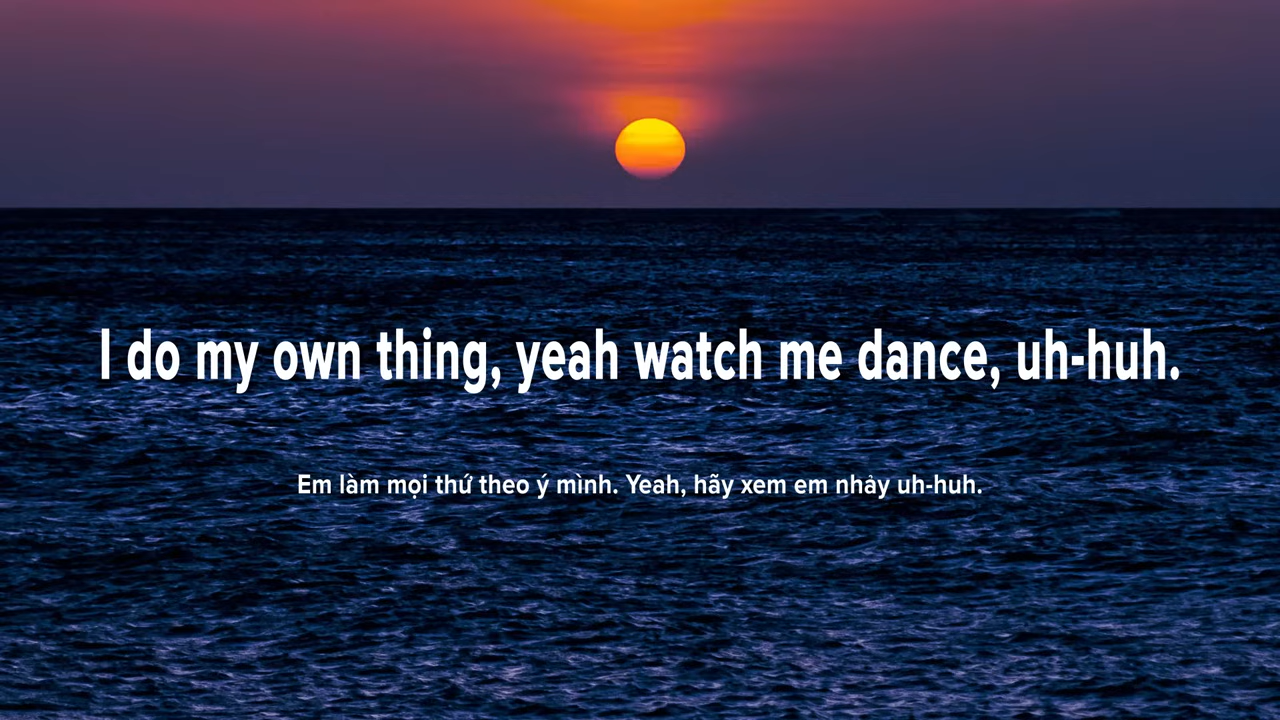 I do my own thing, yeah watch me dance, uh-huh.
Em làm mọi thứ theo ý mình. Yeah, hãy xem em nhảy uh-huh.